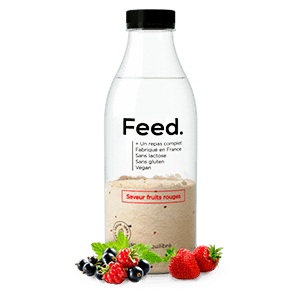 Feed.
+ Un repas complet
Fabriqué en France
Sans lactose
Sans gluten
Vegan
Saveur fruits rouges